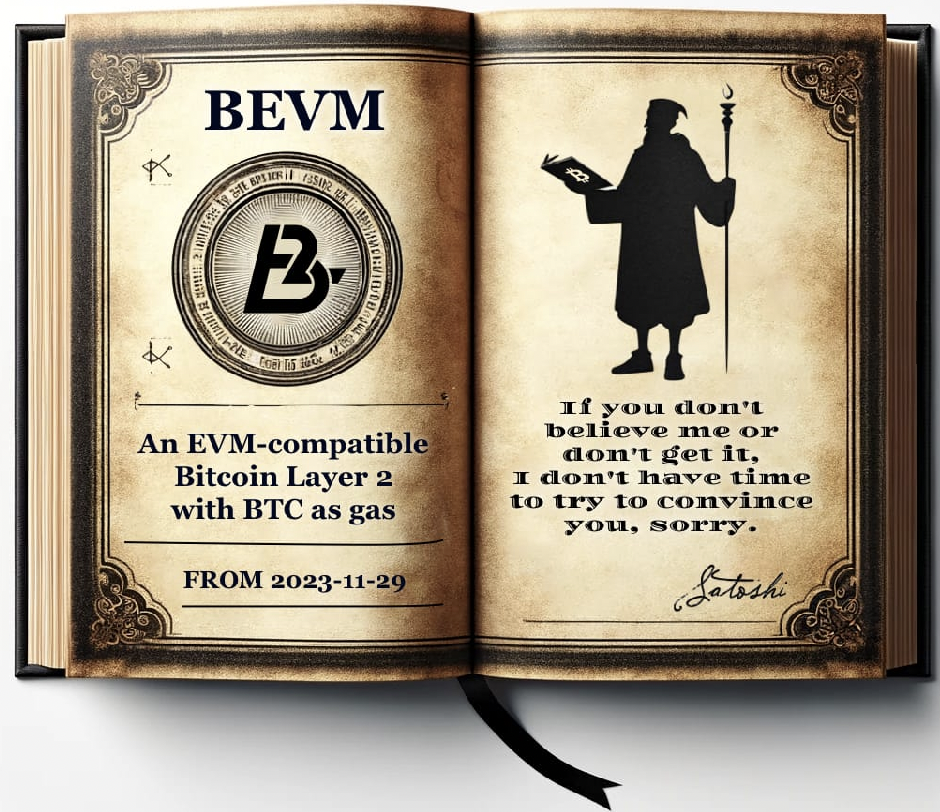 BEVM
An EVM-compatible
Bitcoin Layer 2
with BTC as gas
FROM 2023-11-29
If you don't
believe me or
don't get it,
I don't have time
to try to convince
you, sorry.
Satoshi